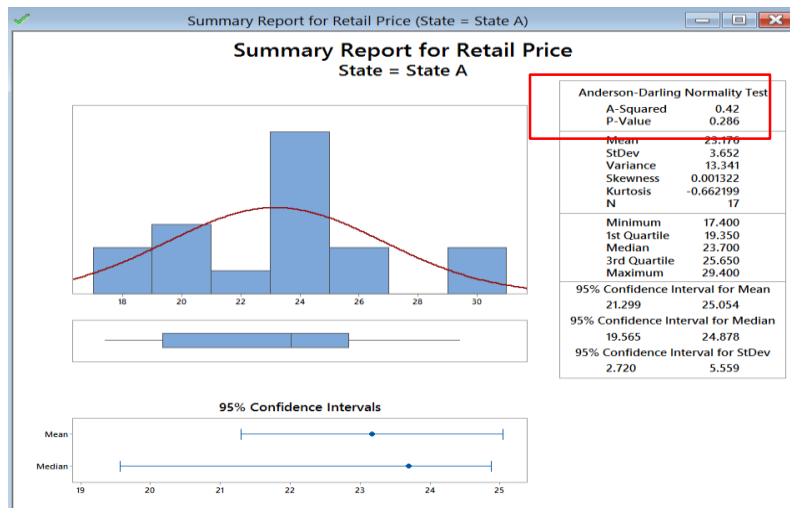 Summary Report for Retail Price (State = State A)
Summary Report for Retail Price
State = State A
18 20 22 24 26 28 30
95% Confidence Intervals
Mean
Median
19 20 21 22 23 24 25
Anderson-Darling Normality Test
A-Squared 0.42
P-Value 0.286
Mean 23.176
StDev 3.652
Variance 13.341
Skewness 0.001322
Kurtosis -0.662199
N 17
Minimum 17.400
1st Quartile 19.350
Median 23.700
3rd Quartile 25.650
Maximum 29.400
95% Confidence Interval for Mean
21.299 25.054
95% Confidence Interval for Median
19.565 24.878
95% Confidence Interval for StDev
2.720 5.559